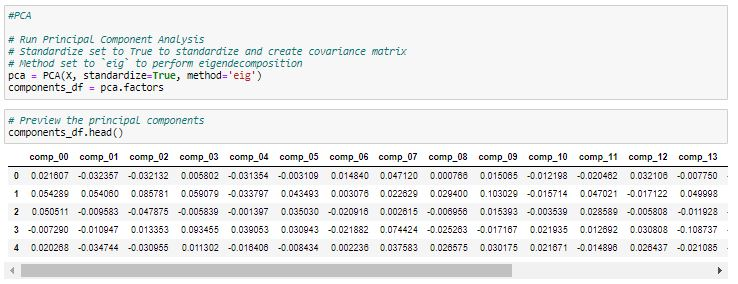 #PCA
# Run Principal Component Analysis
# Standardize set to True to standardize and create covariance matrix
# Method set to `eig` to perform eigendecomposition
pca = PCA(X, standardize=True, method='eig')
components_df = pca.factors
# Preview the principal components
components_df.head()
comp_00 comp_01 comp_02 comp_03 comp_04 comp_05 comp_06 comp_07 comp_08 comp_09 comp_10 comp_11 comp_12 comp_13
0 0.021607 -0.032357 -0.032132 0.005802 -0.031354 -0.003109 0.014840 0.047120 0.000766 0.015065 -0.012198 -0.020462 0.032106 -0.007750
1 0.054289 0.054060 0.085781 0.059079 -0.033797 0.043493 0.003076 0.022629 0.029400 0.103029 -0.015714 0.047021 -0.017122 0.049998
2 0.050511 -0.009583 -0.047875 -0.005839 -0.001397 0.035030 -0.020916 0.002615 -0.006956 0.015393 -0.003539 0.028589 -0.005808 -0.011928
3 -0.007290 -0.010947 0.013353 0.093455 0.039053 0.030943 -0.021882 0.074424 -0.025263 -0.017167 0.021935 0.012692 0.030808 -0.108737
4 0.020268 -0.034744 -0.030955 0.011302 -0.016406 -0.008434 0.002236 0.037583 0.026575 0.030175 0.021671 -0.014896 0.026437 -0.021085